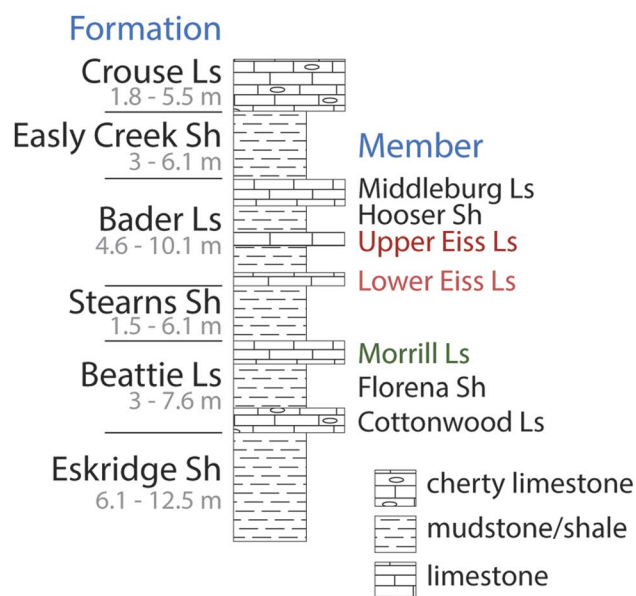 Formation
Crouse Ls
1.8 - 5.5 m
Easly Creek Sh
3 - 6.1 m
Bader Ls
4.6 - 10.1 m
Stearns Sh
1.5 - 6.1 m
Beattie Ls
3 - 7.6 m
Eskridge Sh
6.1 - 12.5 m
Member
Middleburg Ls
Hooser Sh
Upper Eiss Ls
Lower Eiss Ls
Morrill Ls
Florena Sh
Cottonwood Ls
cherty limestone
mudstone/shale
limestone